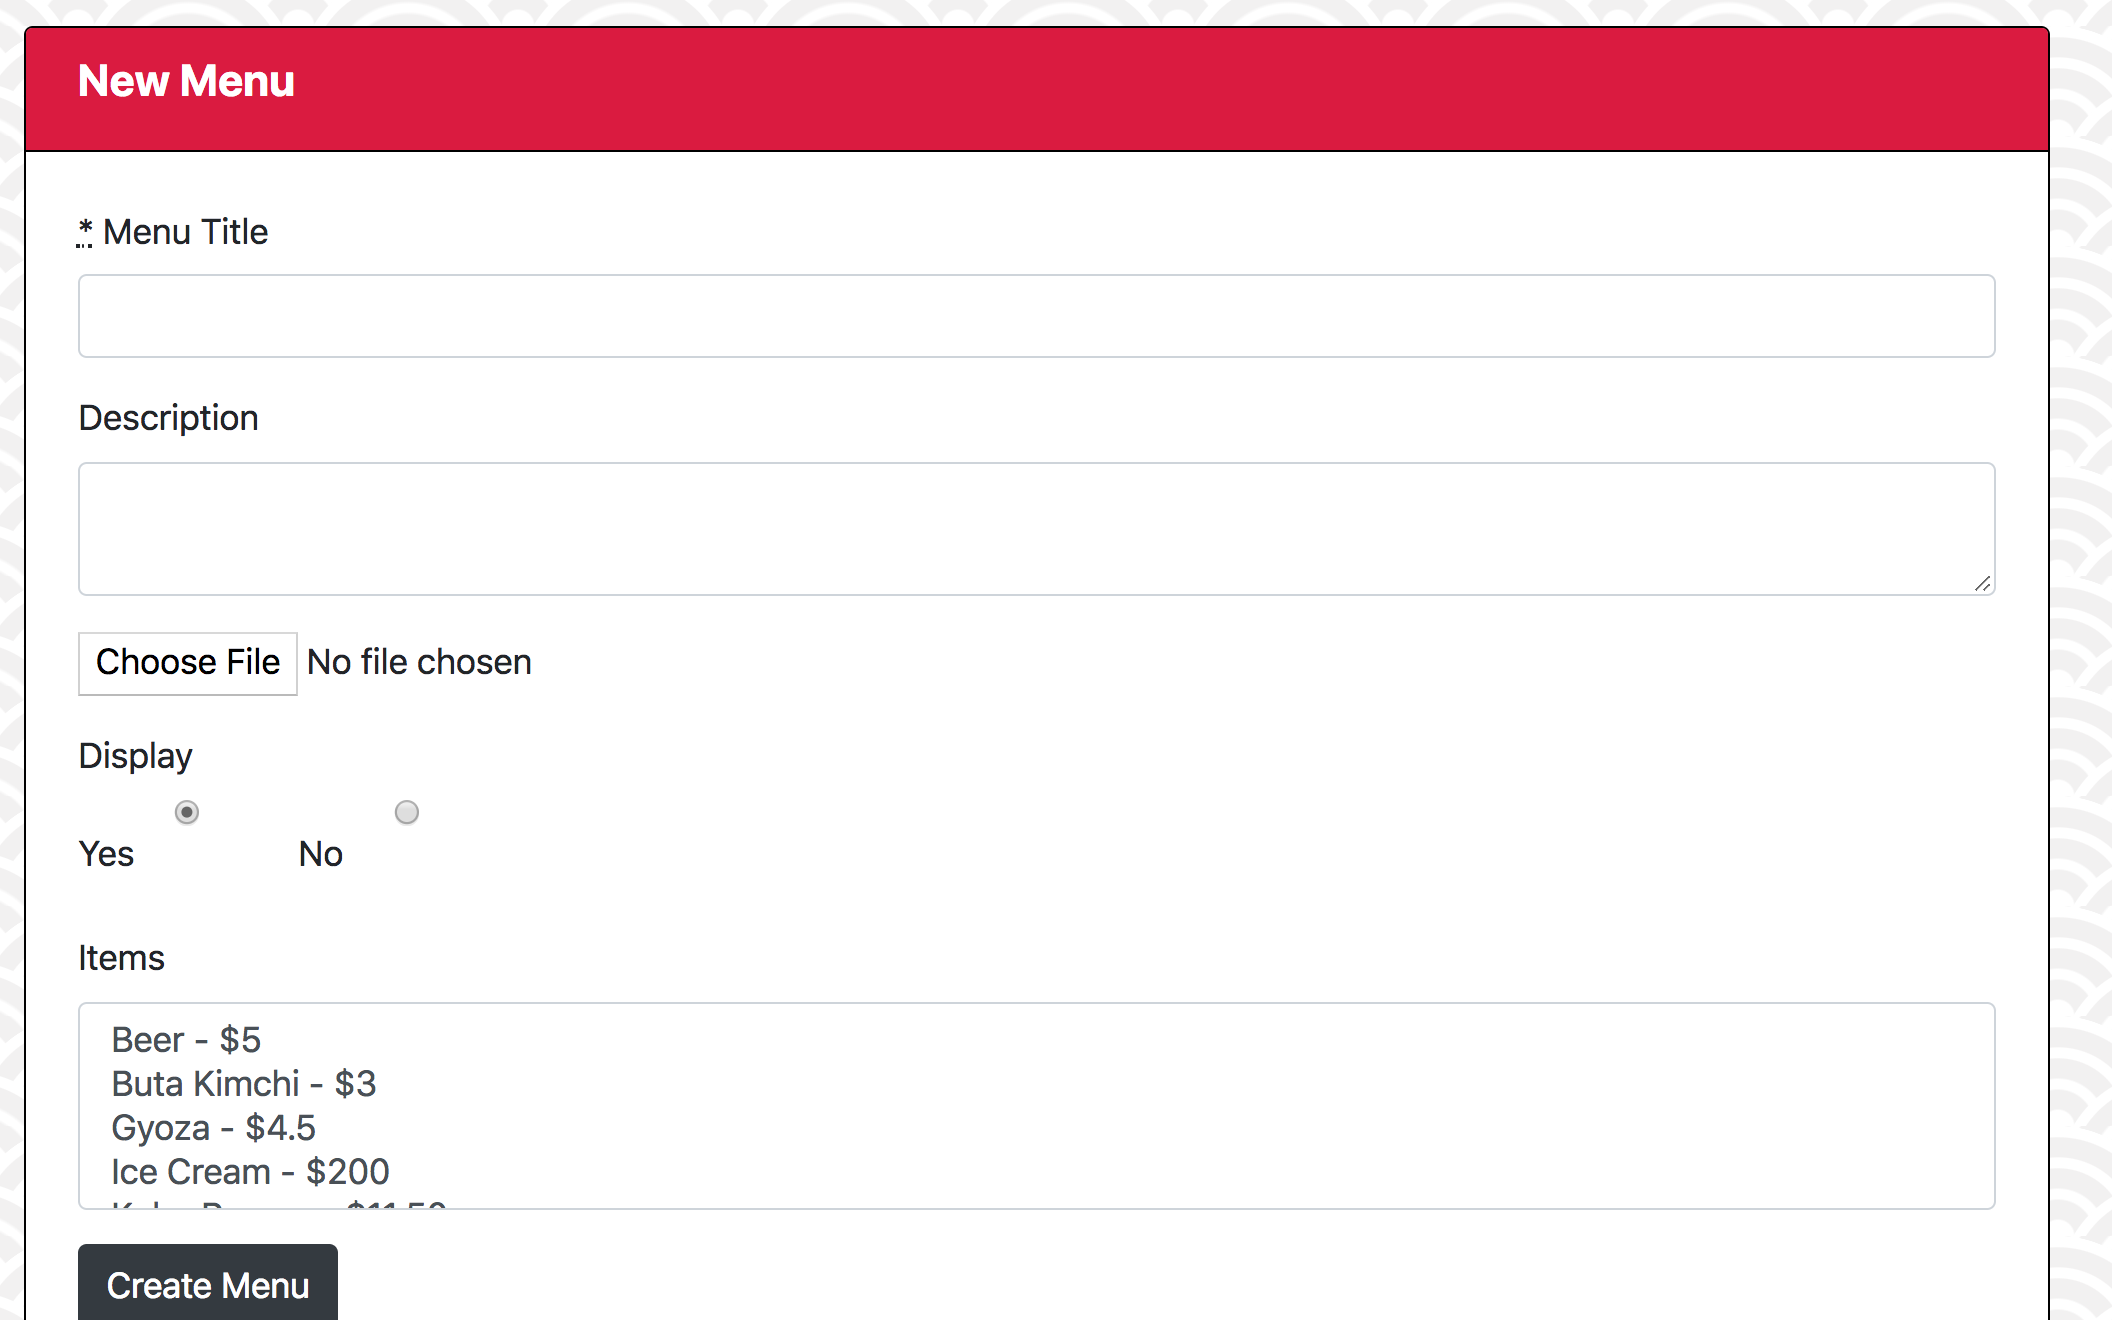 New Menu
* Menu Title
Description
Choose File No file chosen
Display
Yes No
Items
Beer - $5
Buta Kimchi - $3
Gyoza - $4.5
Ice Cream - $200
Create Menu